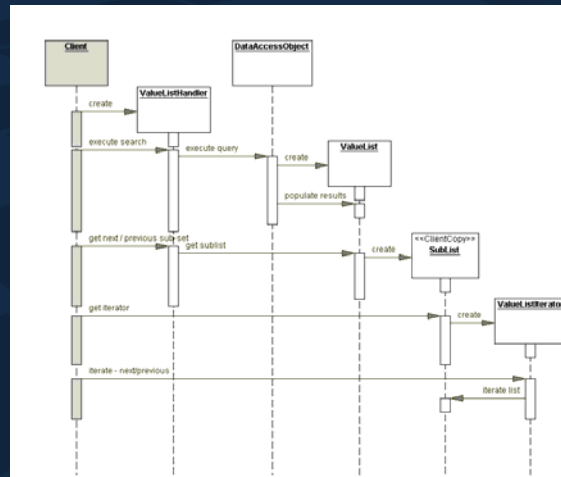 Client
DataAccessObject
create
ValueListHandler
execute search
execute query
create
ValueList
populate results
get next / previous sub-set
get sublist
create
<<ClientCopy>>
SubList
get iterator
create
ValueListIterator
iterate - next/previous
iterate list